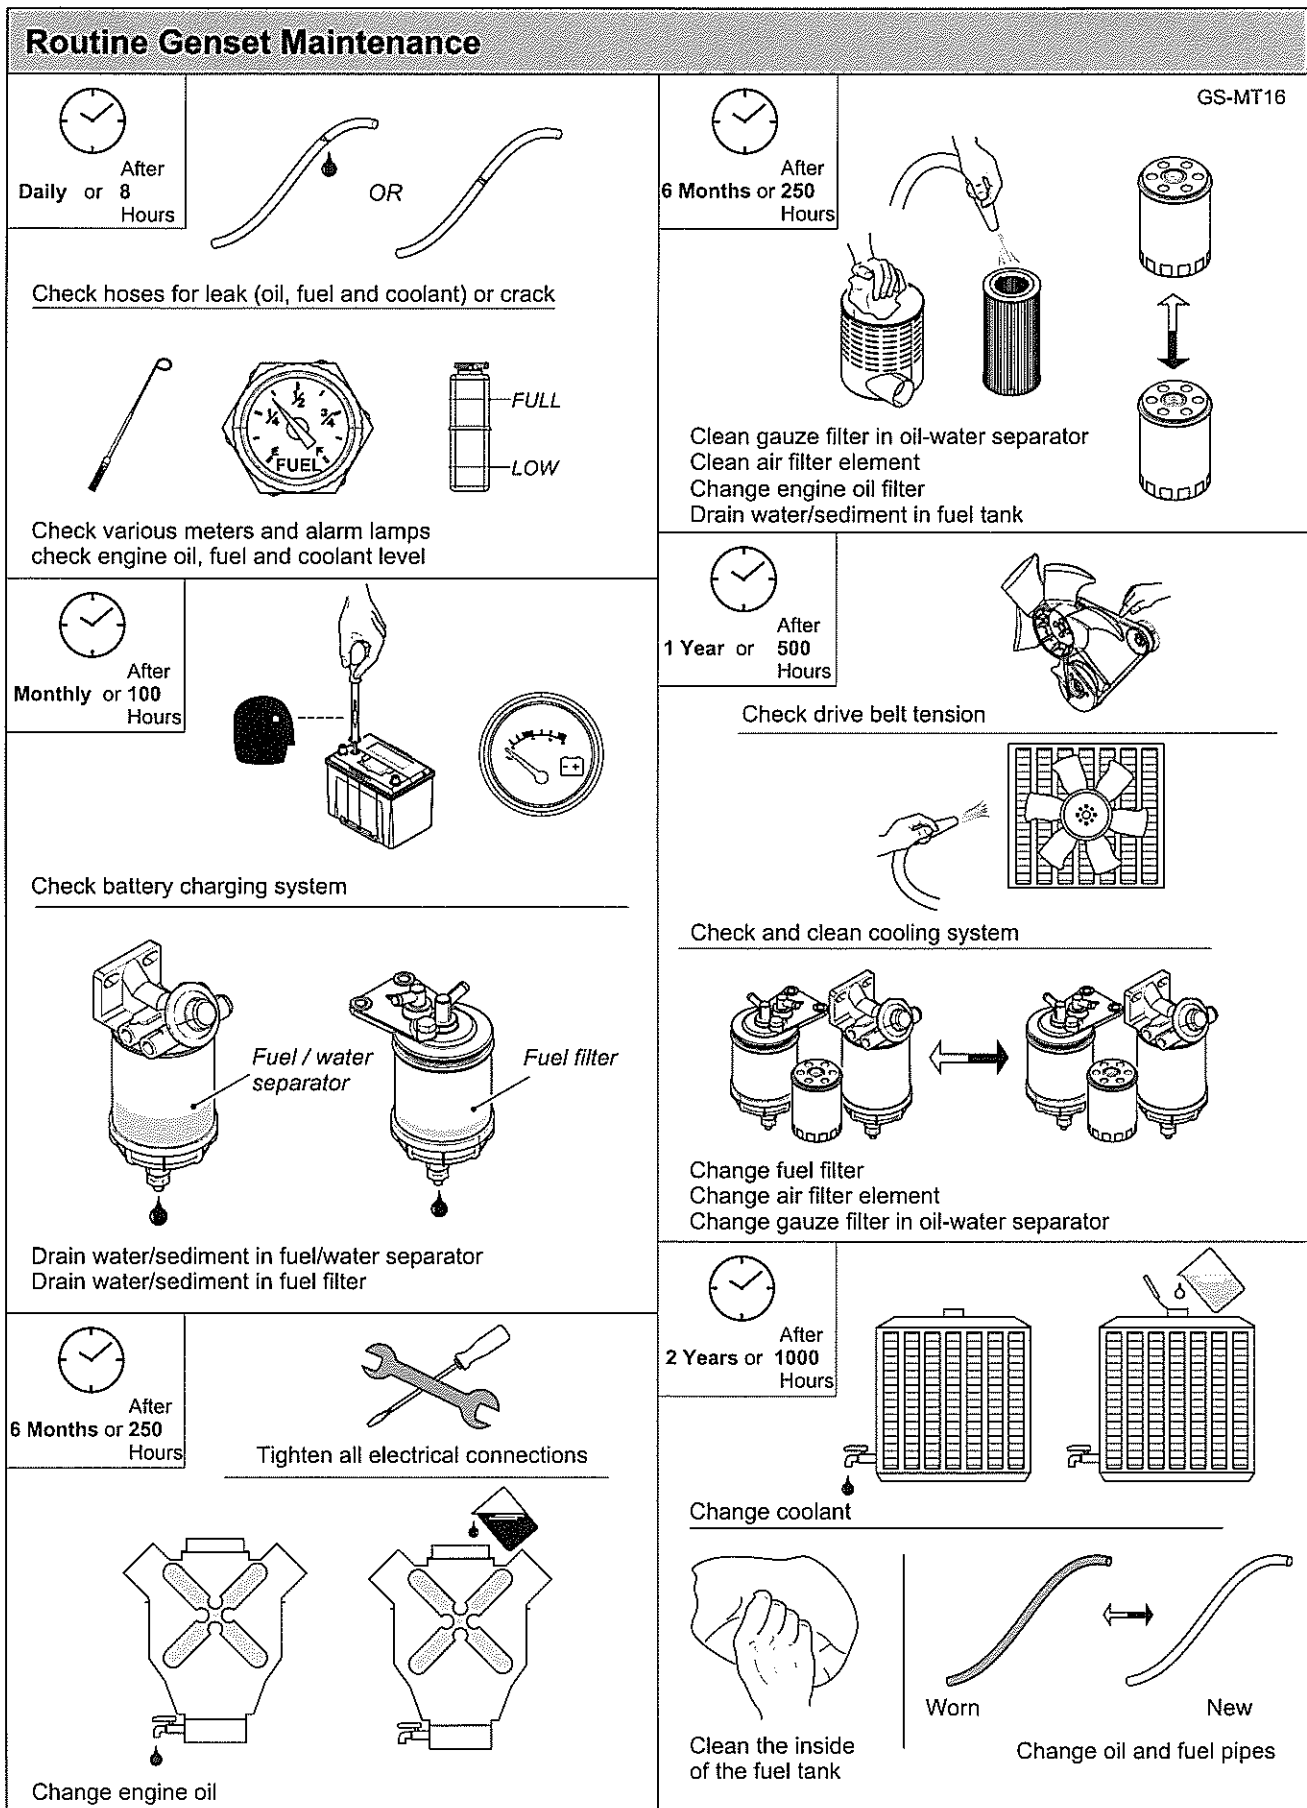 Routine Genset Maintenance
After
Daily or 8
Hours
OR
Check hoses for leak (oil, fuel and coolant) or crack
1/4
1/2
3/4
E
F
FUEL
FULL
LOW
Check various meters and alarm lamps
check engine oil, fuel and coolant level
After
Monthly or 100
Hours
- +
Check battery charging system
Fuel / water
separator
Fuel filter
Drain water/sediment in fuel/water separator
Drain water/sediment in fuel filter
After
6 Months or 250
Hours
Tighten all electrical connections
Change engine oil
GS-MT16
After
6 Months or 250
Hours
Clean gauze filter in oil-water separator
Clean air filter element
Change engine oil filter
Drain water/sediment in fuel tank
After
1 Year or 500
Hours
Check drive belt tension
Check and clean cooling system
Change fuel filter
Change air filter element
Change gauze filter in oil-water separator
After
2 Years or 1000
Hours
Change coolant
Clean the inside
of the fuel tank
Worn
New
Change oil and fuel pipes